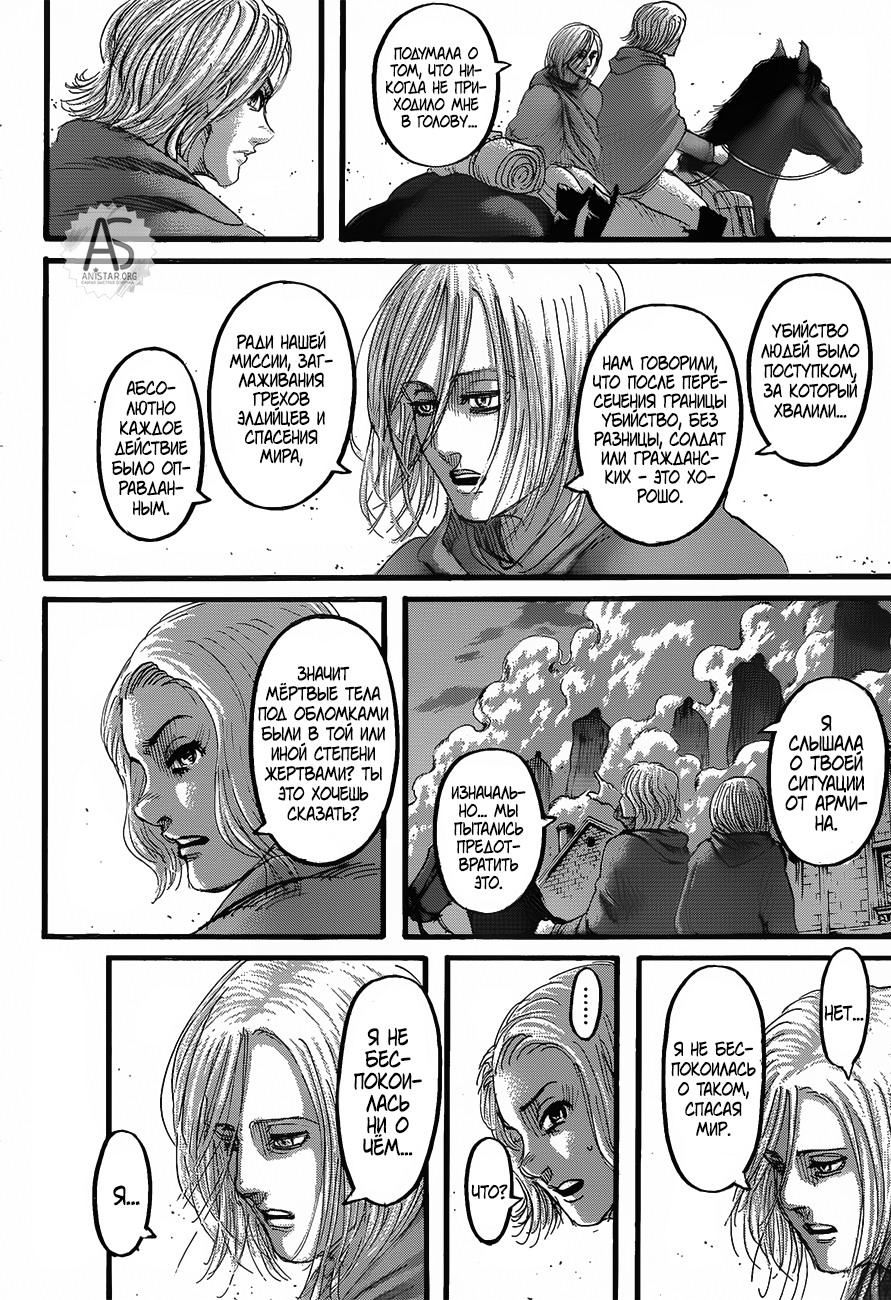 ПОДУМАЛА О
ТОМ, ЧТО НИ-
КОГДА НЕ ПРИ-
ХОДИЛО МНЕ
В ГОЛОВУ...
AS
ANISTAR.ORG
УБИЙСТВО
ЛЮДЕЙ БЫЛО
ПОСТУПКОМ,
ЗА КОТОРЫЙ
ХВАЛИЛИ...
НАМ ГОВОРИЛИ,
ЧТО ПОСЛЕ ПЕРЕ-
СЕЧЕНИЯ ГРАНИЦЫ
УБИЙСТВО, БЕЗ
РАЗНИЦЫ, СОЛДАТ
ИЛИ ГРАЖДАНС-
КИХ - ЭТО ХО-
РОШО.
РАДИ НАШЕЙ
МИССИИ, ЗАГ-
ЛАЖИВАНИЯ
ГРЕХОВ
ЭЛДИЙЦЕВ И
СПАСЕНИЯ
МИРА,
АБСО-
ЛЮТНО
КАЖДОЕ
ДЕЙСТВИЕ
БЫЛО ОП-
РАВДАН-
НЫМ.
Я
СЛЫШАЛА
О ТВОЕЙ
СИТУАЦИИ
ОТ АРМИ-
НА.
ИЗНАЧАЛЬ-
НО... МЫ
ПЫТАЛИСЬ
ПРЕДОТ-
ВРАТИТЬ
ЭТО.
ЗНАЧИТ
МЁРТВЫЕ ТЕЛА
ПОД ОБЛОМКАМИ
БЫЛИ В ТОЙ ИЛИ
ИНОЙ СТЕПЕНИ
ЖЕРТВАМИ? ТЫ
ЭТО ХОЧЕШЬ
СКАЗАТЬ?
НЕТ...
Я НЕ БЕС-
ПОКОИЛАСЬ
О ТАКОМ,
СПАСАЯ
МИР.
......
ЧТО?
Я НЕ
БЕС-
ПОКОИ-
ЛАСЬ
НИ О
ЧЁМ...
Я...